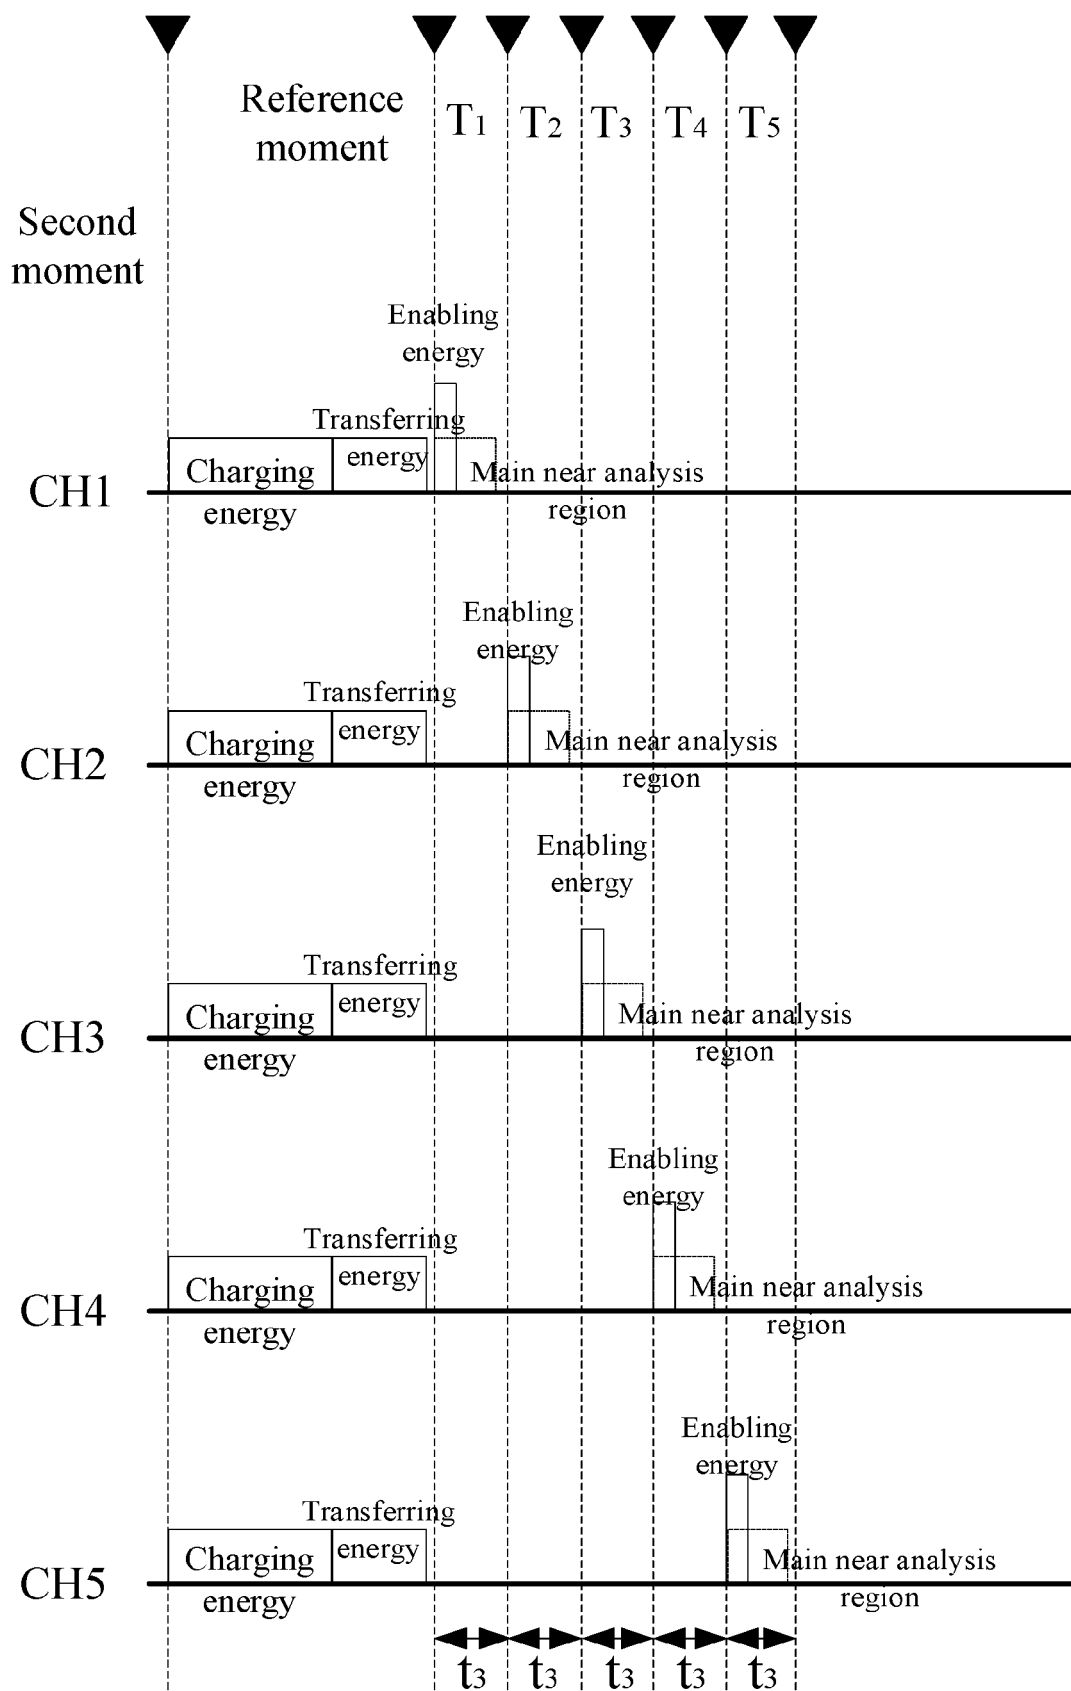 Reference
moment
T1 T2 T3 T4 T5
Second
moment
Enabling
energy
Transferring
energy
Charging
energy
Main near analysis
region
CH1
Enabling
energy
Transferring
energy
Charging
energy
Main near analysis
region
CH2
Enabling
energy
Transferring
energy
Charging
energy
Main near analysis
region
CH3
Enabling
energy
Transferring
energy
Charging
energy
Main near analysis
region
CH4
Enabling
energy
Transferring
energy
Charging
energy
Main near analysis
region
CH5
t3 t3 t3 t3 t3